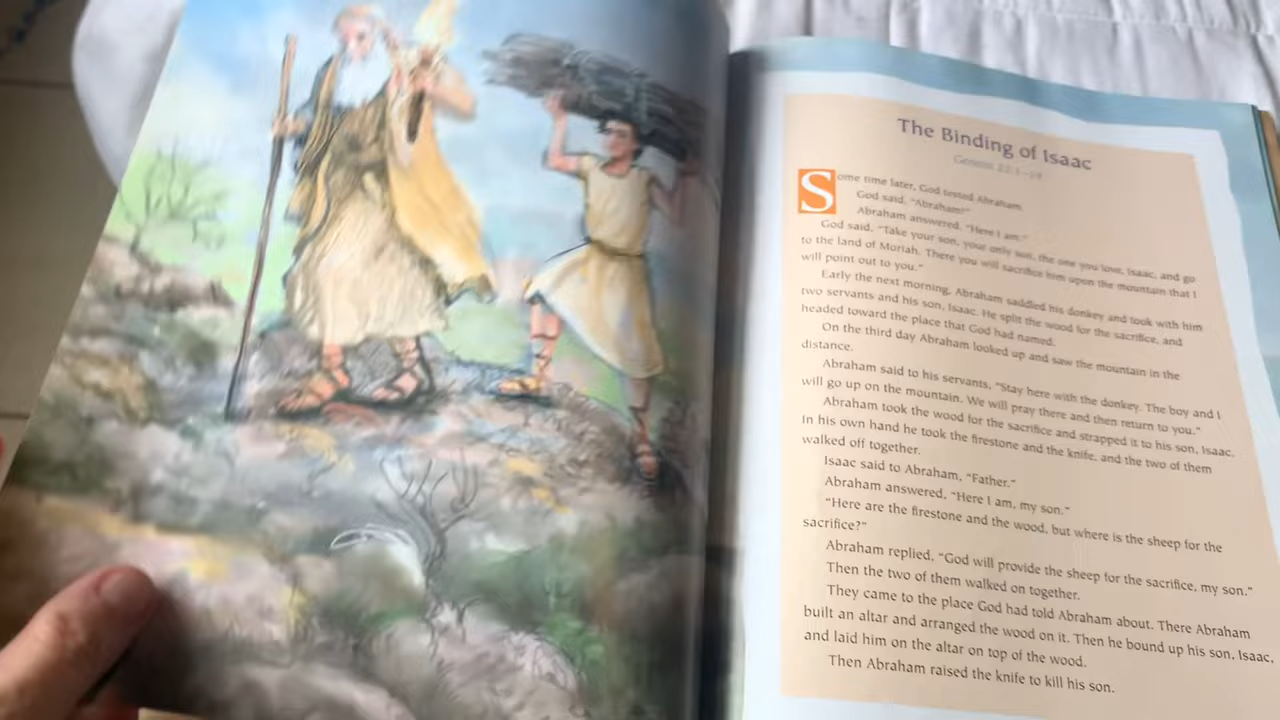 The Binding of Isaac
Genesis 22:1–19
Some time later, God tested Abraham.
God said, "Abraham!"
Abraham answered, "Here I am."
God said, "Take your son, your only son, the one you love, Isaac, and go
to the land of Moriah. There you will sacrifice him upon the mountain that I
will point out to you."
Early the next morning, Abraham saddled his donkey and took with him
two servants and his son, Isaac. He split the wood for the sacrifice, and
headed toward the place that God had named.
On the third day Abraham looked up and saw the mountain in the
distance.
Abraham said to his servants, "Stay here with the donkey. The boy and I
will go up on the mountain. We will pray there and then return to you."
Abraham took the wood for the sacrifice and strapped it to his son, Isaac.
In his own hand he took the firestone and the knife, and the two of them
walked off together.
Isaac said to Abraham, "Father."
Abraham answered, "Here I am, my son."
"Here are the firestone and the wood, but where is the sheep for the
sacrifice?"
Abraham replied, "God will provide the sheep for the sacrifice, my son."
Then the two of them walked on together.
They came to the place God had told Abraham about. There Abraham
built an altar and arranged the wood on it. Then he bound up his son, Isaac,
and laid him on the altar on top of the wood.
Then Abraham raised the knife to kill his son.